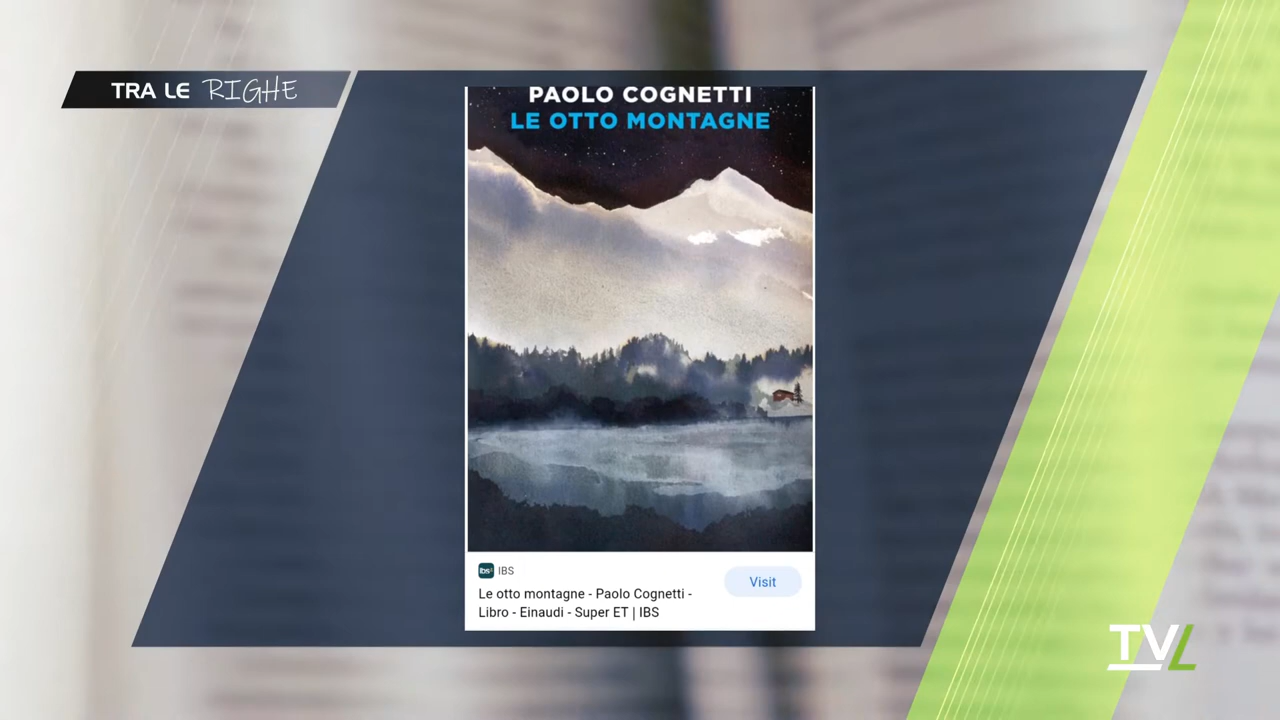 TRA LE RIGHE
PAOLO COGNETTI
LE OTTO MONTAGNE
ibs
IBS
Visit
Le otto montagne - Paolo Cognetti -
Libro - Einaudi - Super ET | IBS
TVL